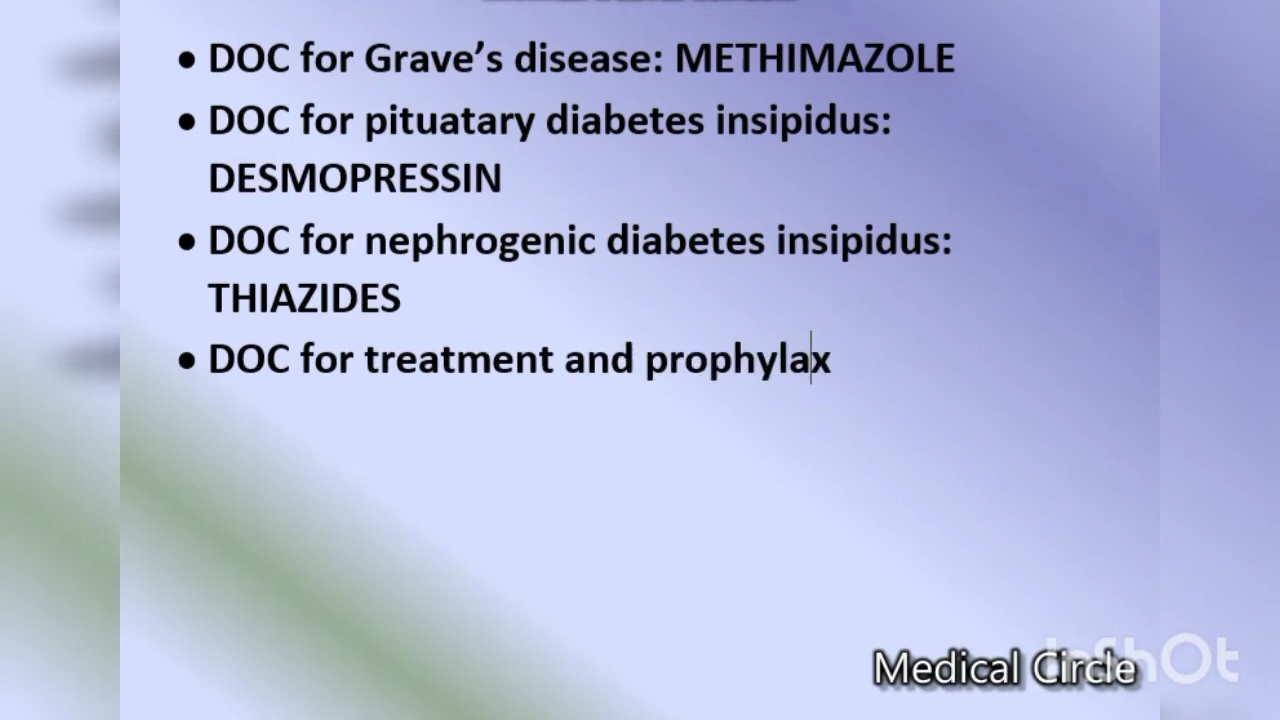 • DOC for Grave’s disease: METHIMAZOLE
• DOC for pituatary diabetes insipidus:
DESMOPRESSIN
• DOC for nephrogenic diabetes insipidus:
THIAZIDES
• DOC for treatment and prophylax
Medical Circle
InShOt